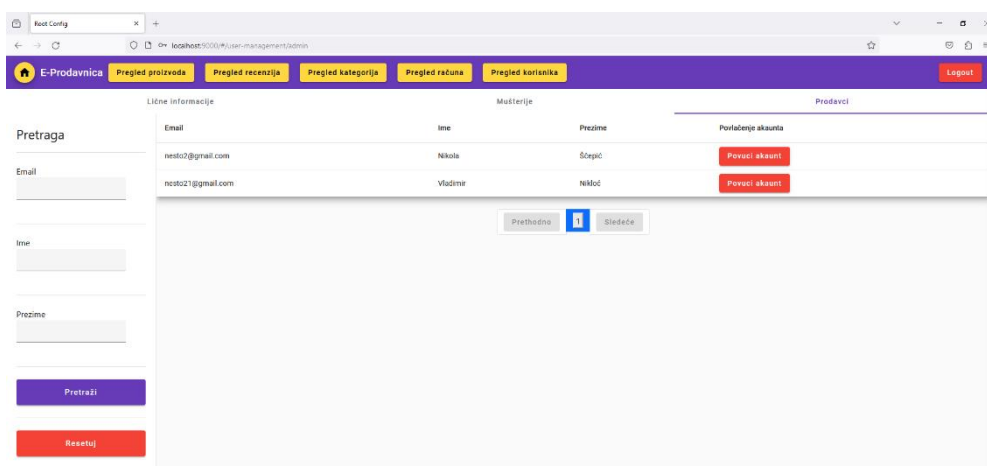 Root Config
localhost:9000/#/user-management/admin
E-Prodavnica Pregled proizvoda Pregled recenzija Pregled kategorija Pregled računa Pregled korisnika Logout
Lične informacije Mušterije Prodavci
Pretraga
Email
Ime
Prezime
Pretraži
Resetuj
Email Ime Prezime Povlačenje akaunta
nesto2@gmail.com Nikola Šćepić Povuci akaunt
nesto21@gmail.com Vladimir Povuci akaunt
Prethodno 1 Sledeće